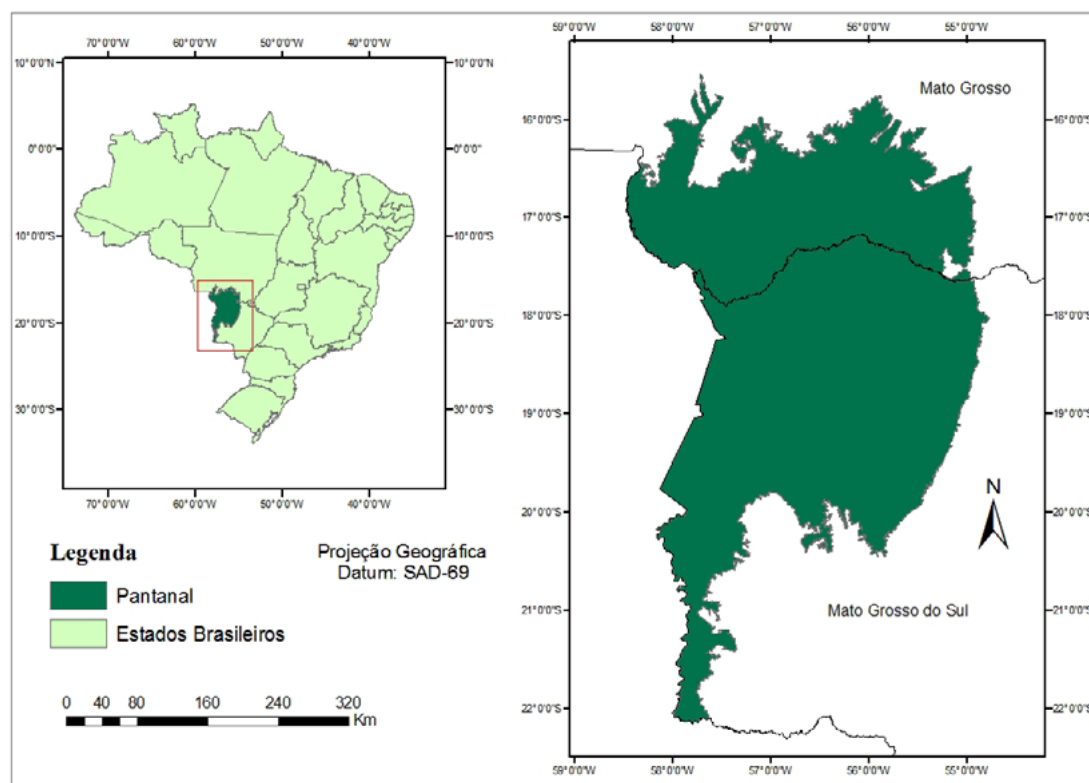 70°0'0"W 60°0'0"W 50°0'0"W 40°0'0"W
10°0'0"N 10°0'0"N
0°0'0" 0°0'0"
10°0'0"S 10°0'0"S
20°0'0"S 20°0'0"S
30°0'0"S 30°0'0"S
70°0'0"W 60°0'0"W 50°0'0"W 40°0'0"W
Legenda
Pantanal
Estados Brasileiros
Projeção Geográfica
Datum: SAD-69
0 40 80 160 240 320
Km
59°0'0"W 58°0'0"W 57°0'0"W 56°0'0"W 55°0'0"W
Mato Grosso
16°0'0"S 16°0'0"S
17°0'0"S 17°0'0"S
18°0'0"S 18°0'0"S
19°0'0"S 19°0'0"S
N
20°0'0"S 20°0'0"S
21°0'0"S 21°0'0"S
Mato Grosso do Sul
22°0'0"S 22°0'0"S
59°0'0"W 58°0'0"W 57°0'0"W 56°0'0"W 55°0'0"W